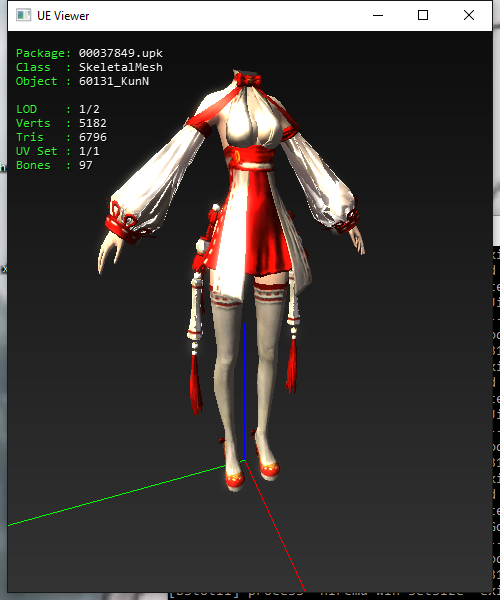 UE Viewer
Package: 00037849.upk
Class : SkeletalMesh
Object : 60131_KunN
LOD : 1/2
Verts : 5182
Tris : 6796
UV Set : 1/1
Bones : 97